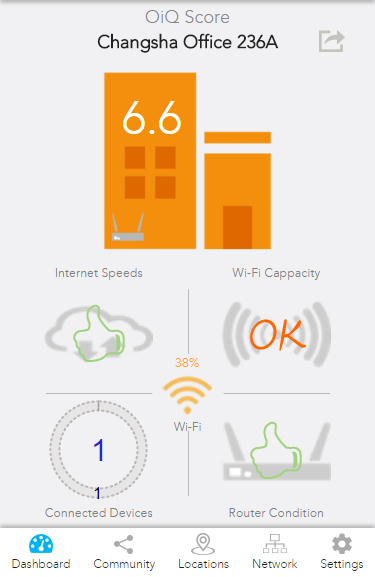 OiQ Score
Changsha Office 236A
6.6
Internet Speeds
Wi-Fi Cappacity
OK
38%
Wi-Fi
1
1
Connected Devices
Router Condition
Dashboard
Community
Locations
Network
Settings